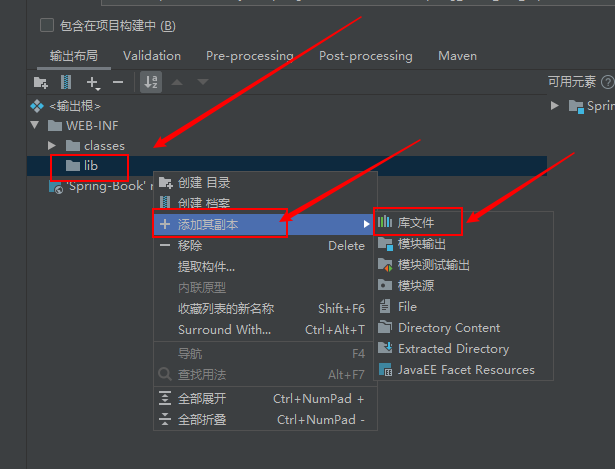 包含在项目构建中 (B)
输出布局 Validation Pre-processing Post-processing Maven
可用元素
<输出根> Sprin
WEB-INF
classes
lib
'Spring-Book'
创建 目录
创建 档案
添加其副本
移除 Delete
提取构件...
内联原型
收藏列表的新名称 Shift+F6
Surround With... Ctrl+Alt+T
导航 F4
查找用法 Alt+F7
全部展开 Ctrl+NumPad +
全部折叠 Ctrl+NumPad -
库文件
模块输出
模块测试输出
模块源
File
Directory Content
Extracted Directory
JavaEE Facet Resources